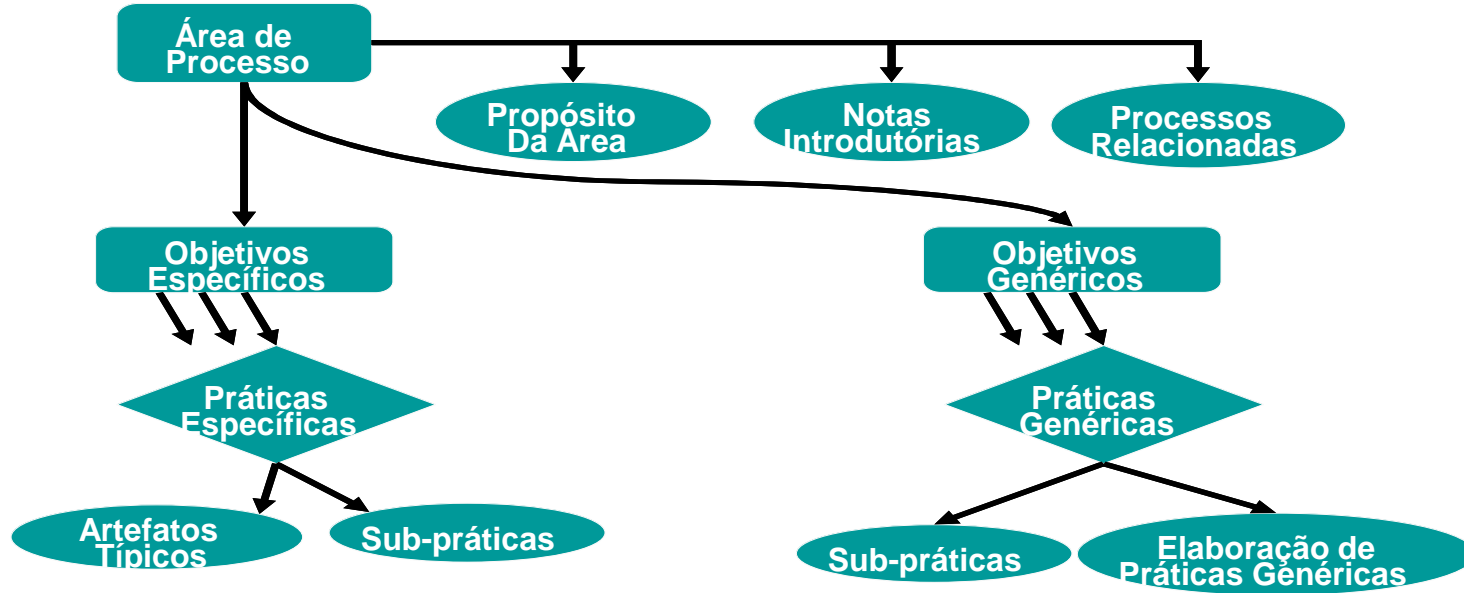 Área de
Processo
Propósito
Da Área
Notas
Introdutórias
Processos
Relacionadas
Objetivos
Específicos
Objetivos
Genéricos
Práticas
Específicas
Práticas
Genéricas
Artefatos
Típicos
Sub-práticas
Sub-práticas
Elaboração de
Práticas Genéricas